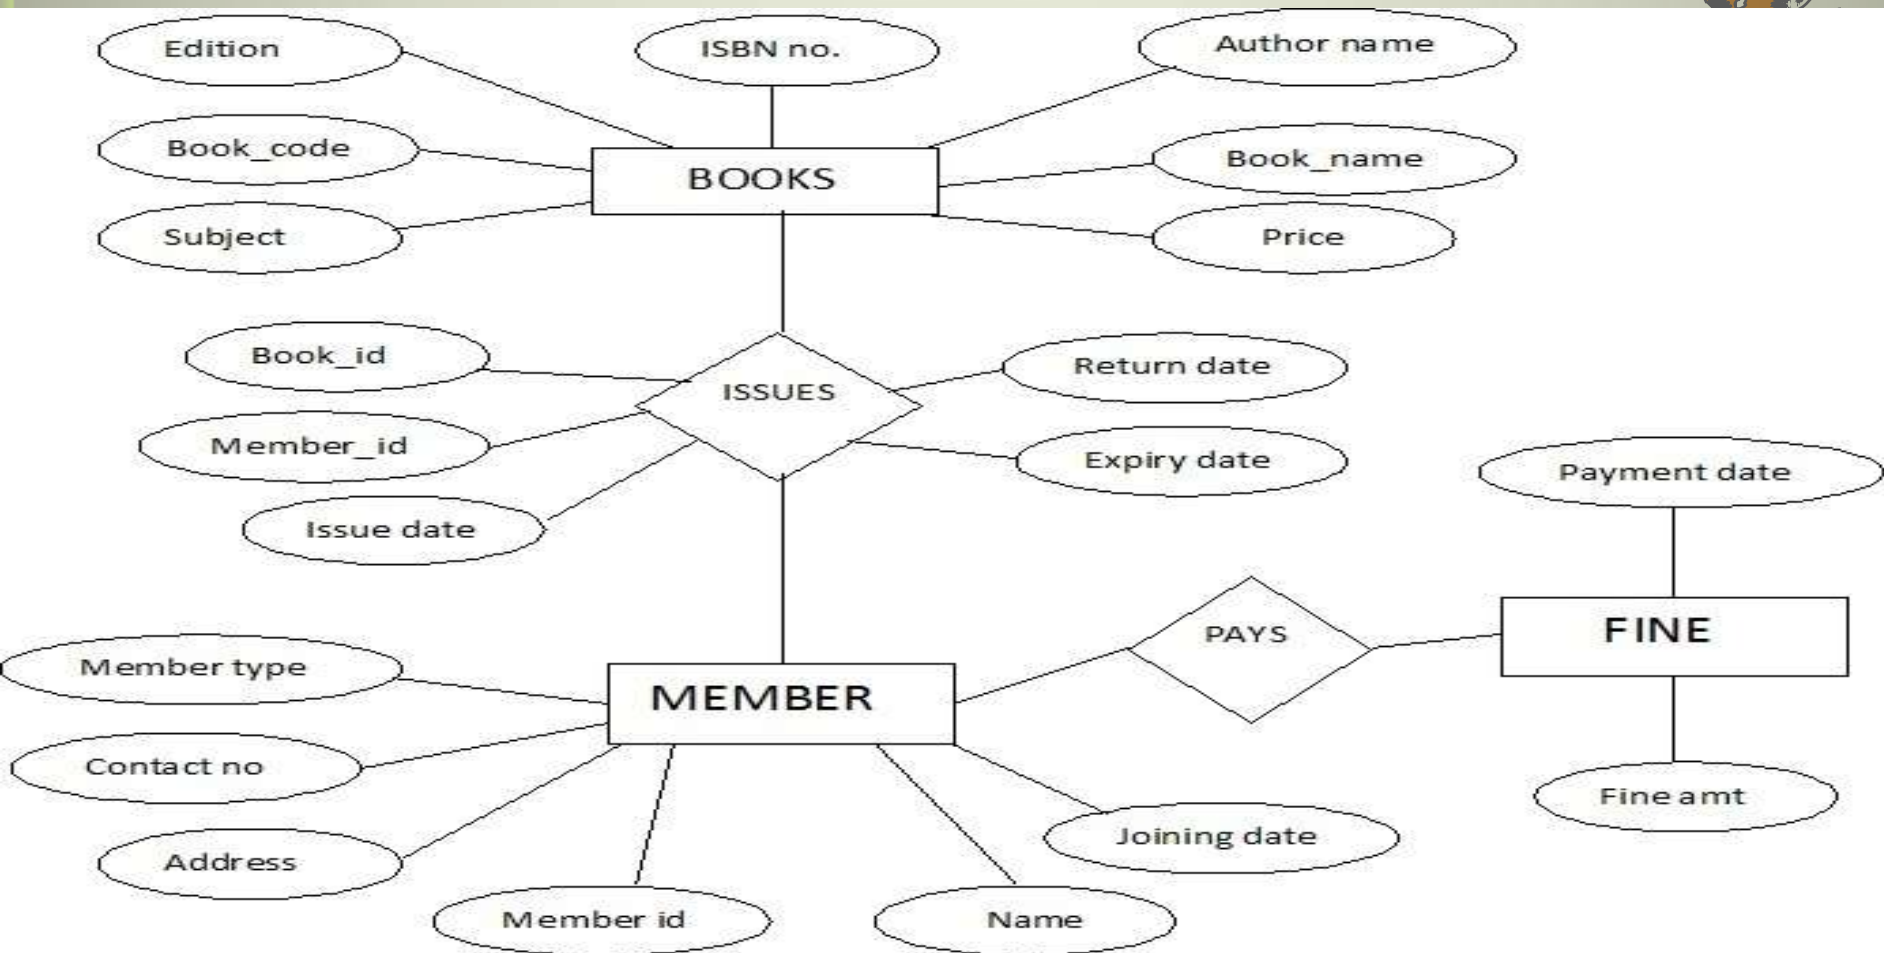 Edition
ISBN no.
Author name
Book_code
Book_name
BOOKS
Subject
Price
Book_id
Return date
ISSUES
Member_id
Expiry date
Issue date
Payment date
PAYS
FINE
Member type
MEMBER
Contact no
Fine amt
Joining date
Address
Member id
Name